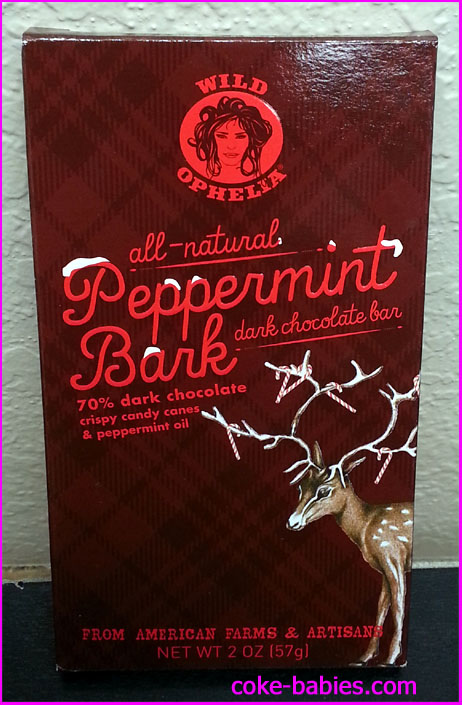 WILD
OPHELIA
all-natural
Peppermint
Bark
dark chocolate bar
70% dark chocolate
crispy candy canes
& peppermint oil
FROM AMERICAN FARMS & ARTISANS
NET WT 2 OZ (57g)
coke-babies.com